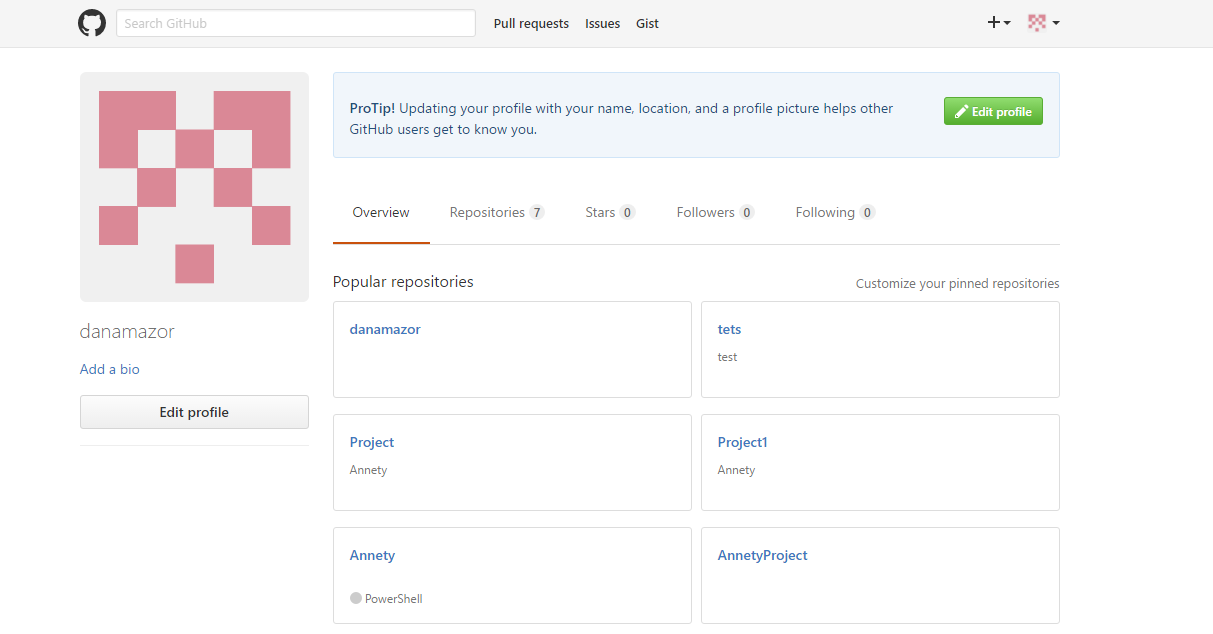 Search GitHub Pull requests Issues Gist
ProTip! Updating your profile with your name, location, and a profile picture helps other
GitHub users get to know you.
Edit profile
Overview Repositories 7 Stars 0 Followers 0 Following 0
danamazor
Add a bio
Edit profile
Popular repositories Customize your pinned repositories
danamazor
tets
test
Project
Annety
Project1
Annety
Annety
PowerShell
AnnetyProject